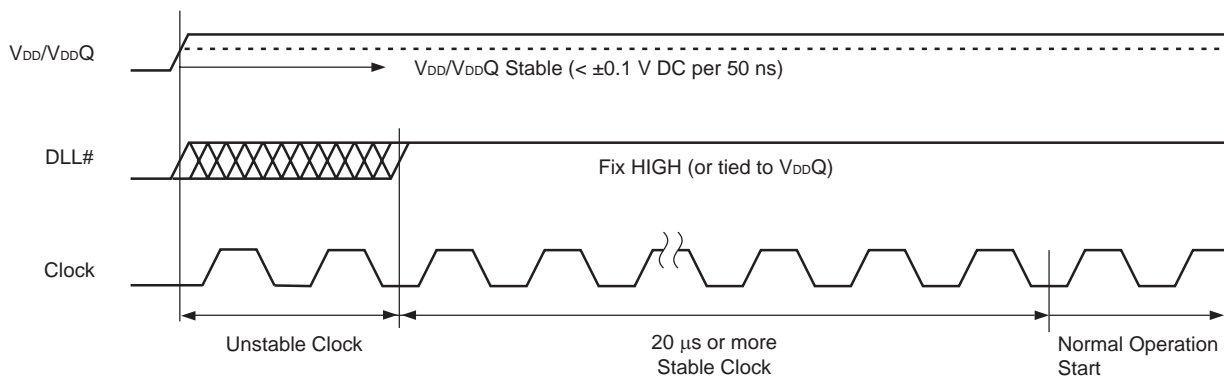 VDD/VDDQ
VDD/VDDQ Stable (< ±0.1 V DC per 50 ns)
DLL#
Fix HIGH (or tied to VDDQ)
Clock
Unstable Clock
20 μs or more
Stable Clock
Normal Operation
Start